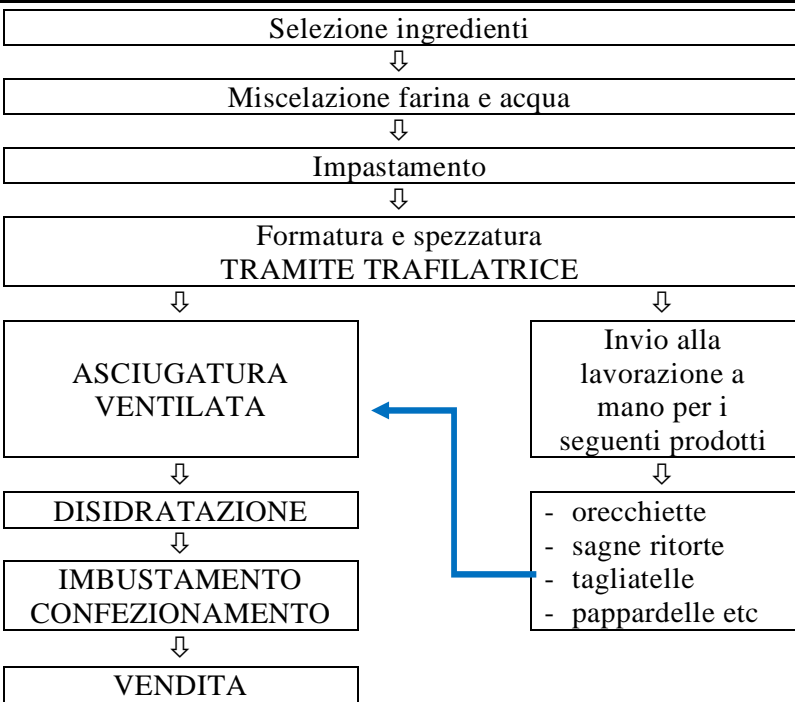 Selezione ingredienti
⇩
Miscelazione farina e acqua
⇩
Impastamento
⇩
Formatura e spezzatura
TRAMITE TRAFILATRICE
⇩
⇩
ASCIUGATURA
VENTILATA
Invio alla
lavorazione a
mano per i
seguenti prodotti
⇩
⇩
DISIDRATAZIONE
⇩
IMBUSTAMENTO
CONFEZIONAMENTO
⇩
VENDITA
- orecchiette
- sagne ritorte
- tagliatelle
- pappardelle etc